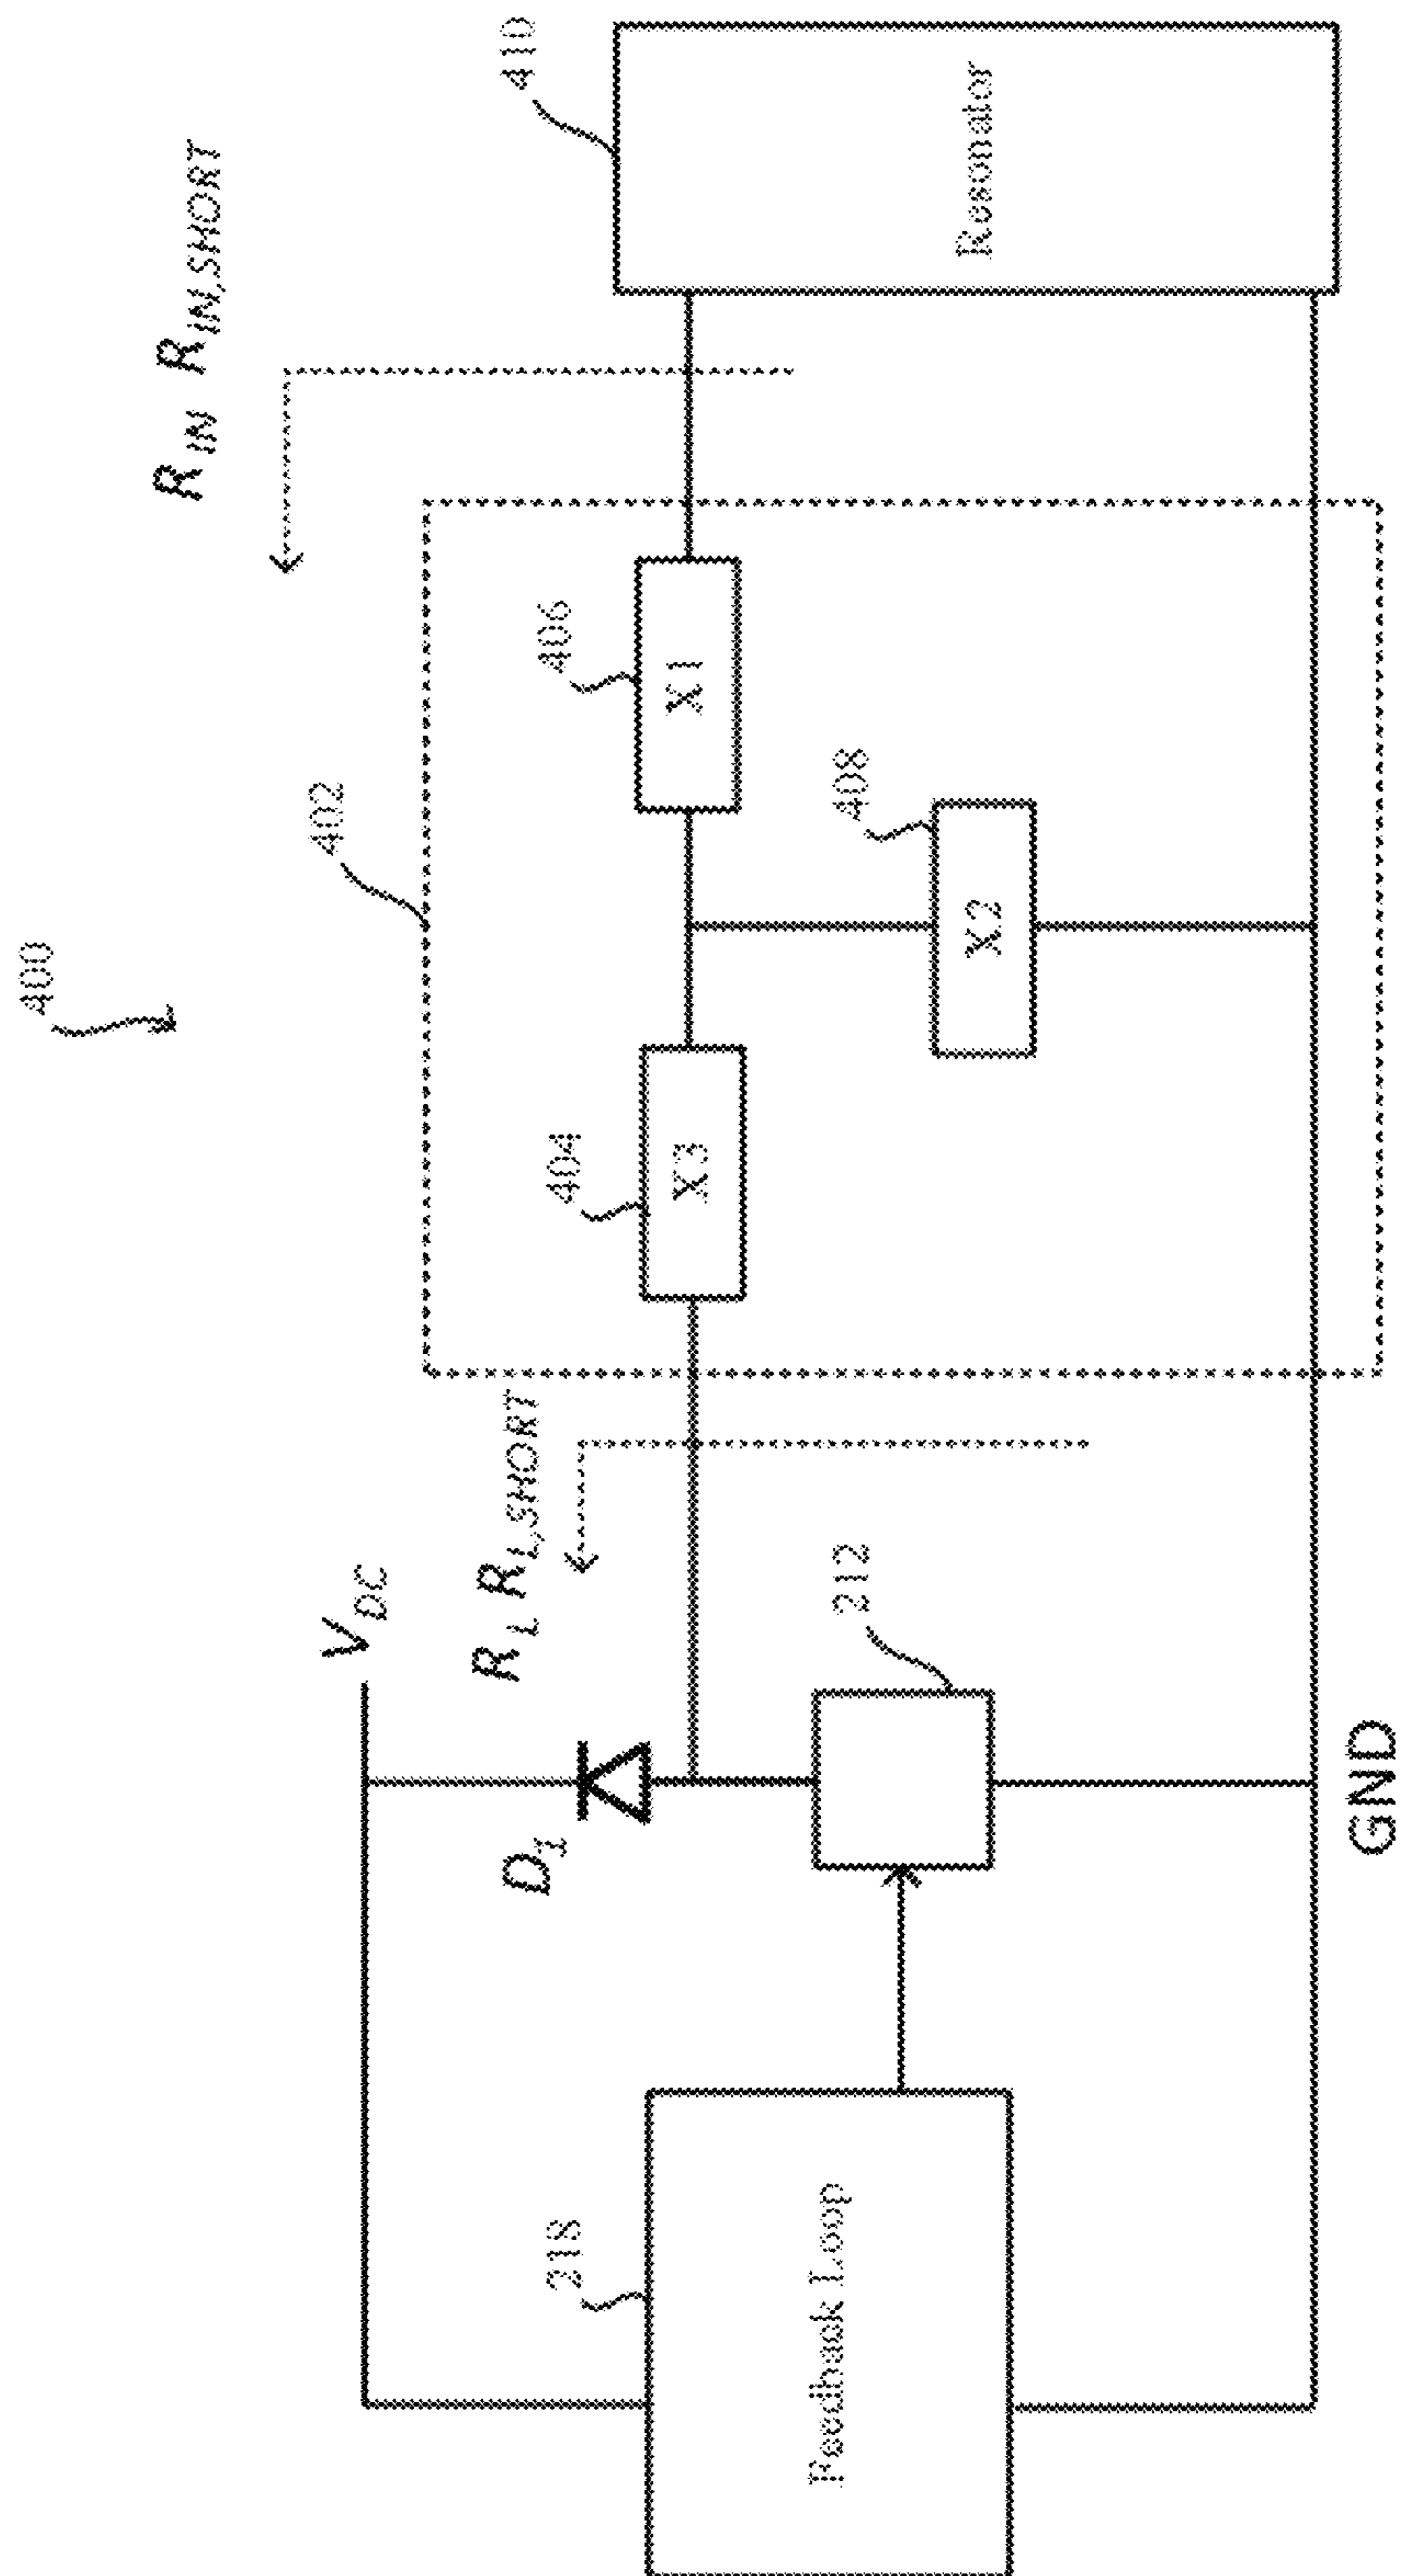 400
402
R_IN R_IN,SHORT
410
V_DC
R_L R_L,SHORT
404
406
D_1
218
X3
X1
Resonator
212
408
Feedback Loop
X2
GND